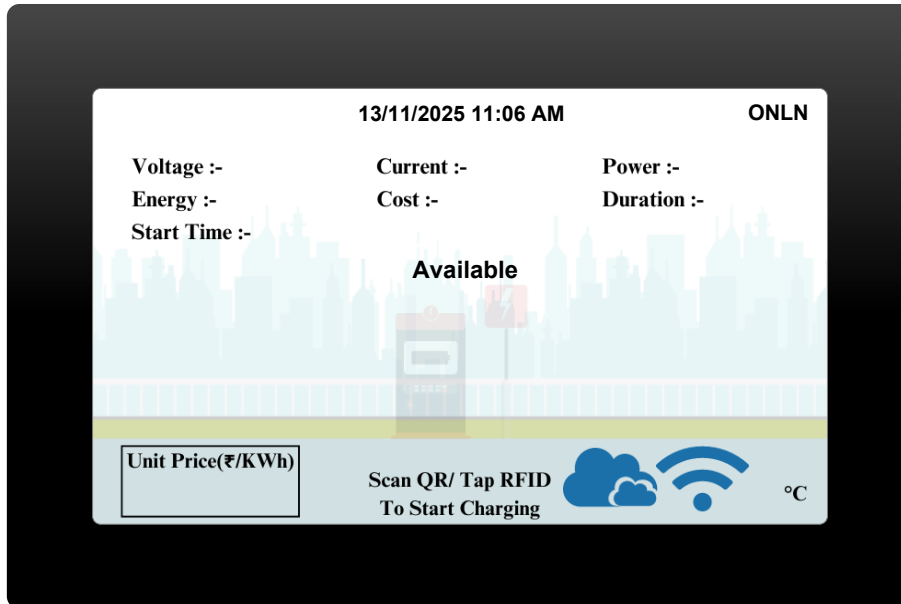 13/11/2025 11:06 AM ONLN
Voltage :- Current :- Power :-
Energy :- Cost :- Duration :-
Start Time :-
Available
Unit Price(₹/KWh)
Scan QR/ Tap RFID
To Start Charging
°C